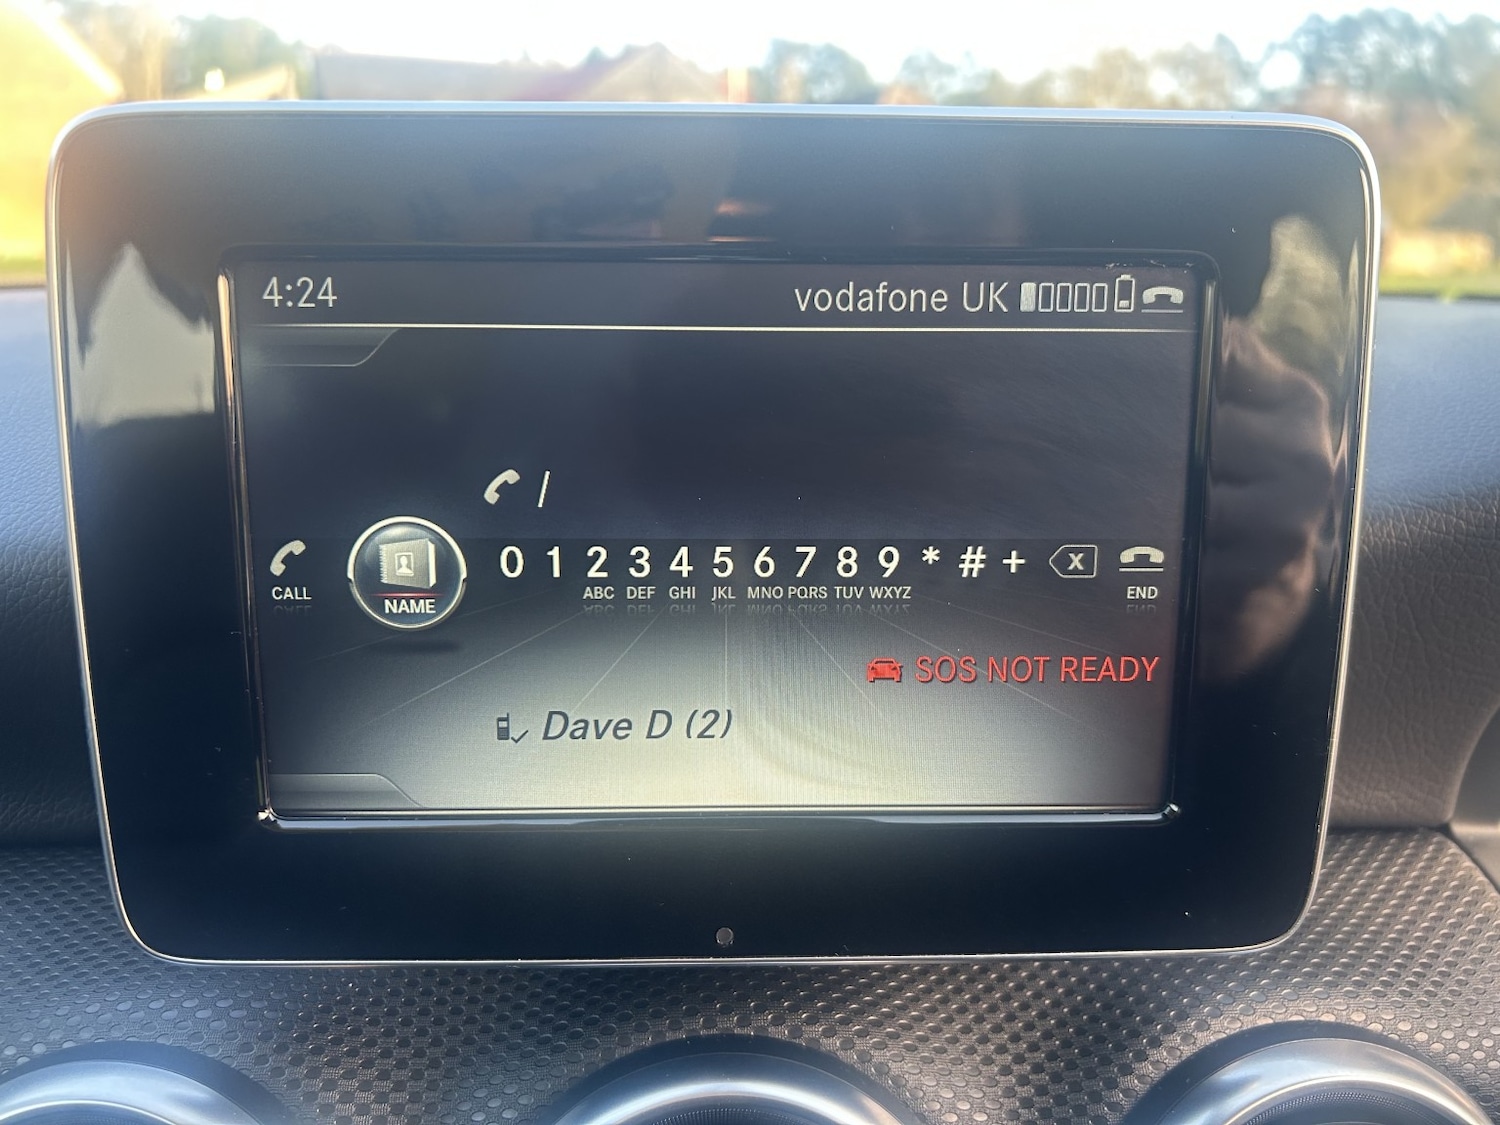 4:24 vodafone UK
/
CALL NAME 0 1 2 3 4 5 6 7 8 9 * # + X END
ABC DEF GHI JKL MNO PQRS TUV WXYZ
SOS NOT READY
Dave D (2)